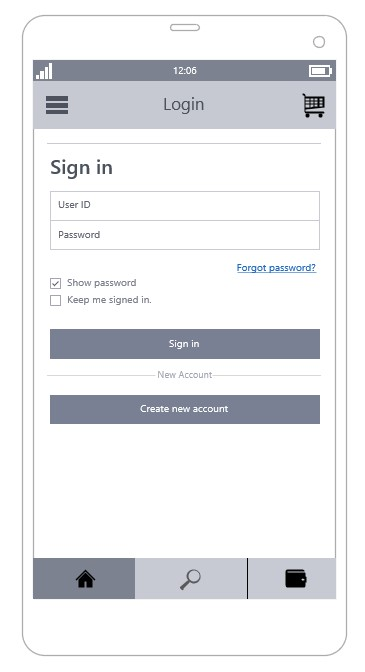 12:06
Login
Sign in
User ID
Password
Forgot password?
Show password
Keep me signed in.
Sign in
New Account
Create new account